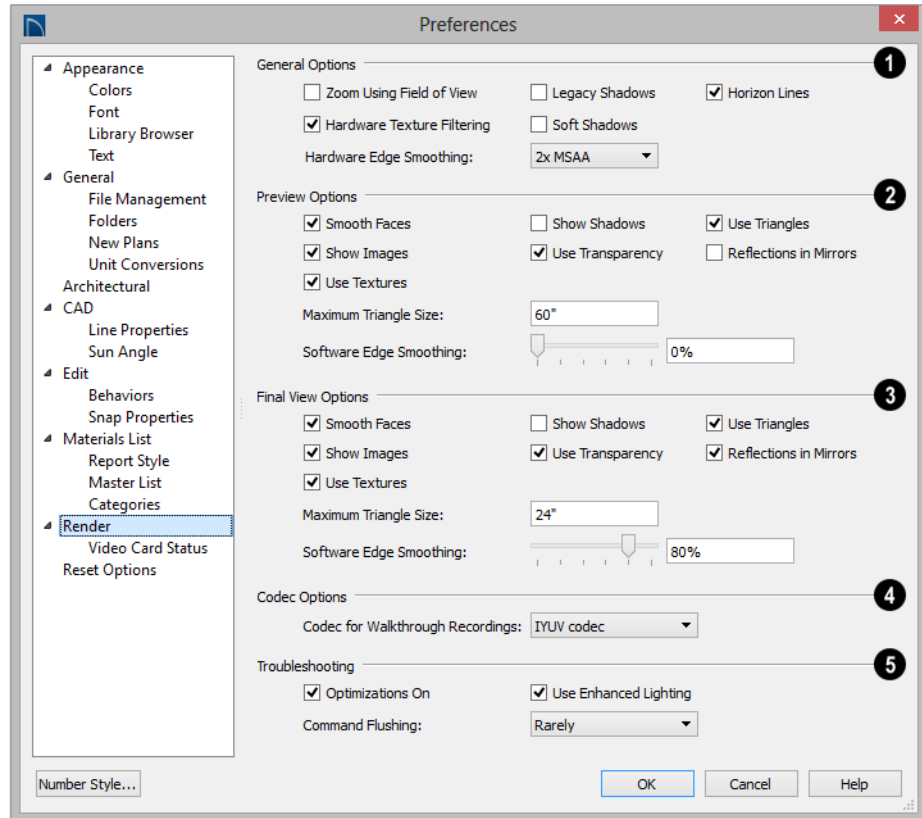 Preferences
Appearance
Colors
Font
Library Browser
Text
General
File Management
Folders
New Plans
Unit Conversions
Architectural
CAD
Line Properties
Sun Angle
Edit
Behaviors
Snap Properties
Materials List
Report Style
Master List
Categories
Render
Video Card Status
Reset Options
General Options 1
Zoom Using Field of View Legacy Shadows Horizon Lines
Hardware Texture Filtering Soft Shadows
Hardware Edge Smoothing: 2x MSAA
Preview Options 2
Smooth Faces Show Shadows Use Triangles
Show Images Use Transparency Reflections in Mirrors
Use Textures
Maximum Triangle Size: 60"
Software Edge Smoothing: 0%
Final View Options 3
Smooth Faces Show Shadows Use Triangles
Show Images Use Transparency Reflections in Mirrors
Use Textures
Maximum Triangle Size: 24"
Software Edge Smoothing: 80%
Codec Options 4
Codec for Walkthrough Recordings: IYUV codec
Troubleshooting 5
Optimizations On Use Enhanced Lighting
Command Flushing: Rarely
Number Style... OK Cancel Help